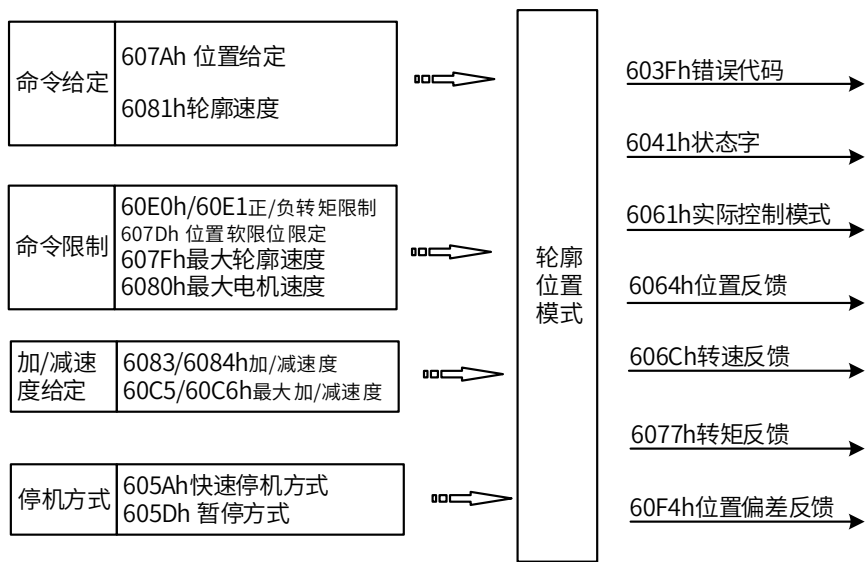 命令给定
607Ah 位置给定
6081h轮廓速度
命令限制
60E0h/60E1正/负转矩限制
607Dh 位置软限位限定
607Fh最大轮廓速度
6080h最大电机速度
加/减速
度给定
6083/6084h加/减速度
60C5/60C6h最大加/减速度
停机方式
605Ah快速停机方式
605Dh 暂停方式
轮廓
位置
模式
603Fh错误代码
6041h状态字
6061h实际控制模式
6064h位置反馈
606Ch转速反馈
6077h转矩反馈
60F4h位置偏差反馈